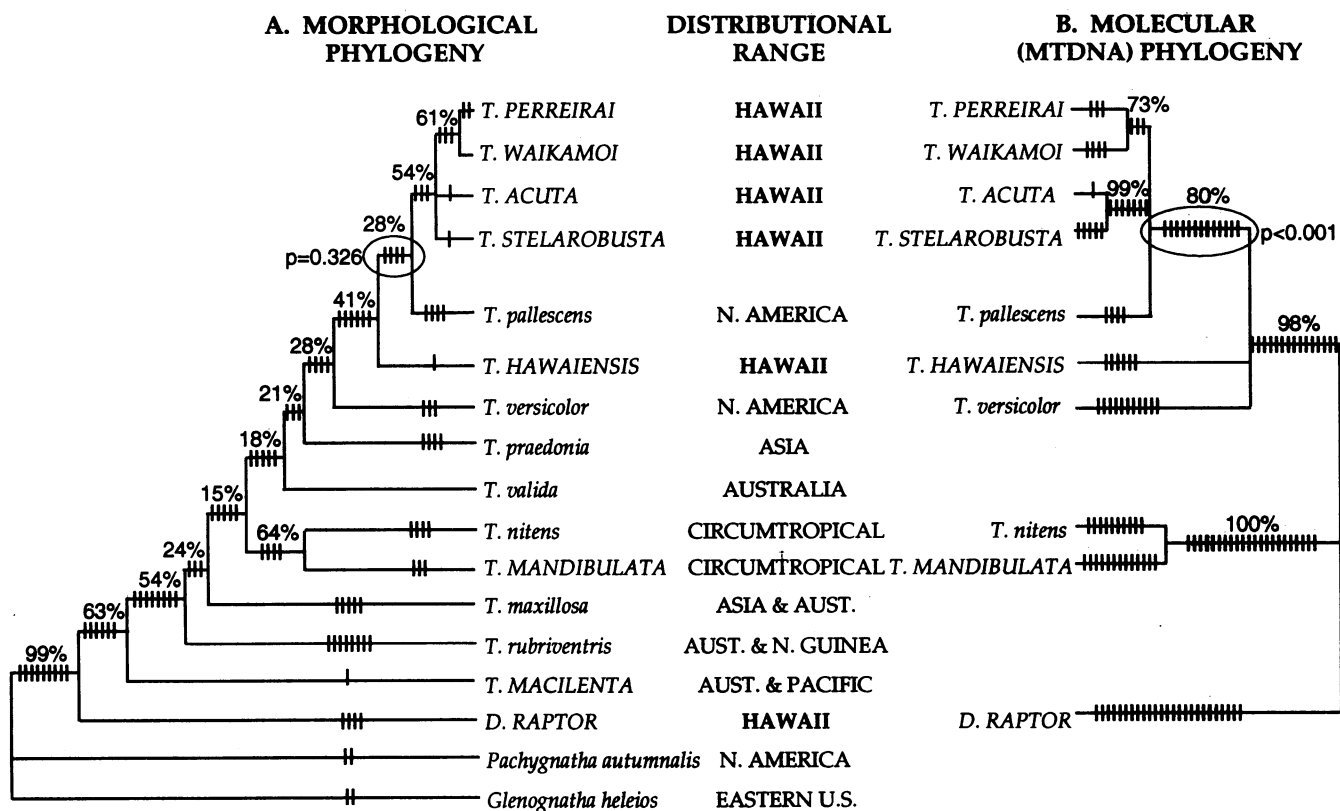 A. MORPHOLOGICAL PHYLOGENY
DISTRIBUTIONAL RANGE
B. MOLECULAR (MTDNA) PHYLOGENY
61%
T. PERREIRAI HAWAII T. PERREIRAI 73%
T. WAIKAMOI HAWAII T. WAIKAMOI
54%
T. ACUTA HAWAII T. ACUTA 99% 80%
28%
T. STELAROBUSTA HAWAII T. STELAROBUSTA p<0.001
p=0.326
41%
T. pallescens N. AMERICA T. pallescens
98%
28%
T. HAWAIENSIS HAWAII T. HAWAIENSIS
21%
T. versicolor N. AMERICA T. versicolor
18%
T. praedonia ASIA
T. valida AUSTRALIA
15%
64%
T. nitens CIRCUMTROPICAL T. nitens 100%
24%
T. MANDIBULATA CIRCUMTROPICAL T. MANDIBULATA
54%
T. maxillosa ASIA & AUST.
63%
T. rubriventris AUST. & N. GUINEA
99%
T. MACILENTA AUST. & PACIFIC
D. RAPTOR HAWAII D. RAPTOR
Pachygnatha autumnalis N. AMERICA
Glenognatha heleios EASTERN U.S.